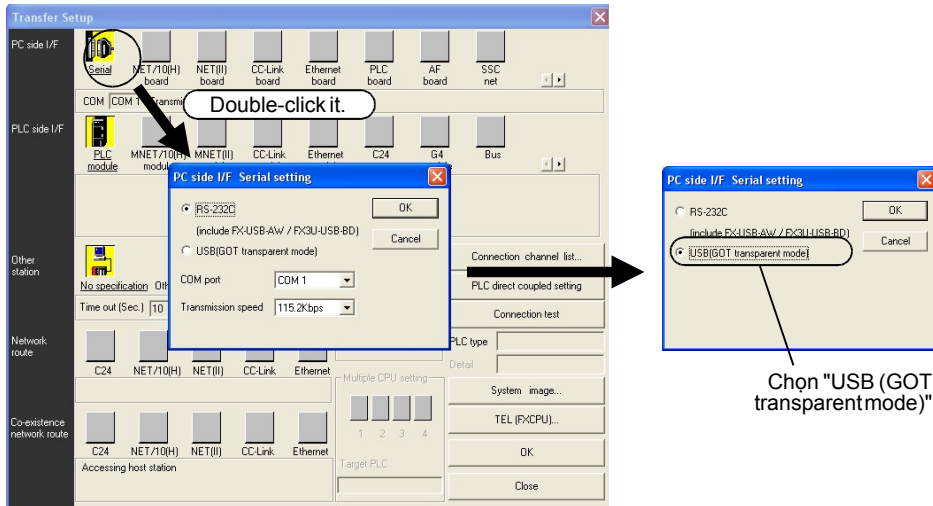 Transfer Setup
PC side I/F
Serial
NET/10(H)
board
NET(II)
board
CC-Link
board
Ethernet
board
PLC
board
AF
board
SSC
net
COM
COM 1
Transmi
Double-click it.
PLC side I/F
PLC
module
MNET/10(H)
modul
MNET(II)
CC-Link
Ethernet
C24
G4
Bus
PC side I/F Serial setting
RS-232C
(include FX-USB-AW / FX3U-USB-BD)
USB(GOT transparent mode)
COM port
COM 1
Transmission speed
115.2Kbps
OK
Cancel
Other
station
No specification
Oth
Time out (Sec.)
10
Connection channel list...
PLC direct coupled setting
Connection test
PLC type
Detail
System image...
TEL (FXCPU)...
OK
Close
Network
route
C24
NET/10(H)
NET(II)
CC-Link
Ethernet
Multiple CPU setting
1 2 3 4
Target PLC
Co-existence
network route
C24
NET/10(H)
NET(II)
CC-Link
Ethernet
Accessing host station
PC side I/F Serial setting
RS-232C
(include FX-USB-AW / FX3U-USB-BD)
USB(GOT transparent mode)
OK
Cancel
Chọn "USB (GOT
transparent mode)"